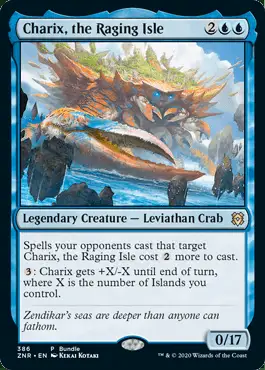 Charix, the Raging Isle 2
Legendary Creature — Leviathan Crab
Spells your opponents cast that target
Charix, the Raging Isle cost 2 more to cast.
3: Charix gets +X/-X until end of turn,
where X is the number of Islands you
control.
Zendikar's seas are deeper than anyone can
fathom.
0/17
386 P Bundle
ZNR • EN KEKAI KOTAKI
™ & © 2020 Wizards of the Coast